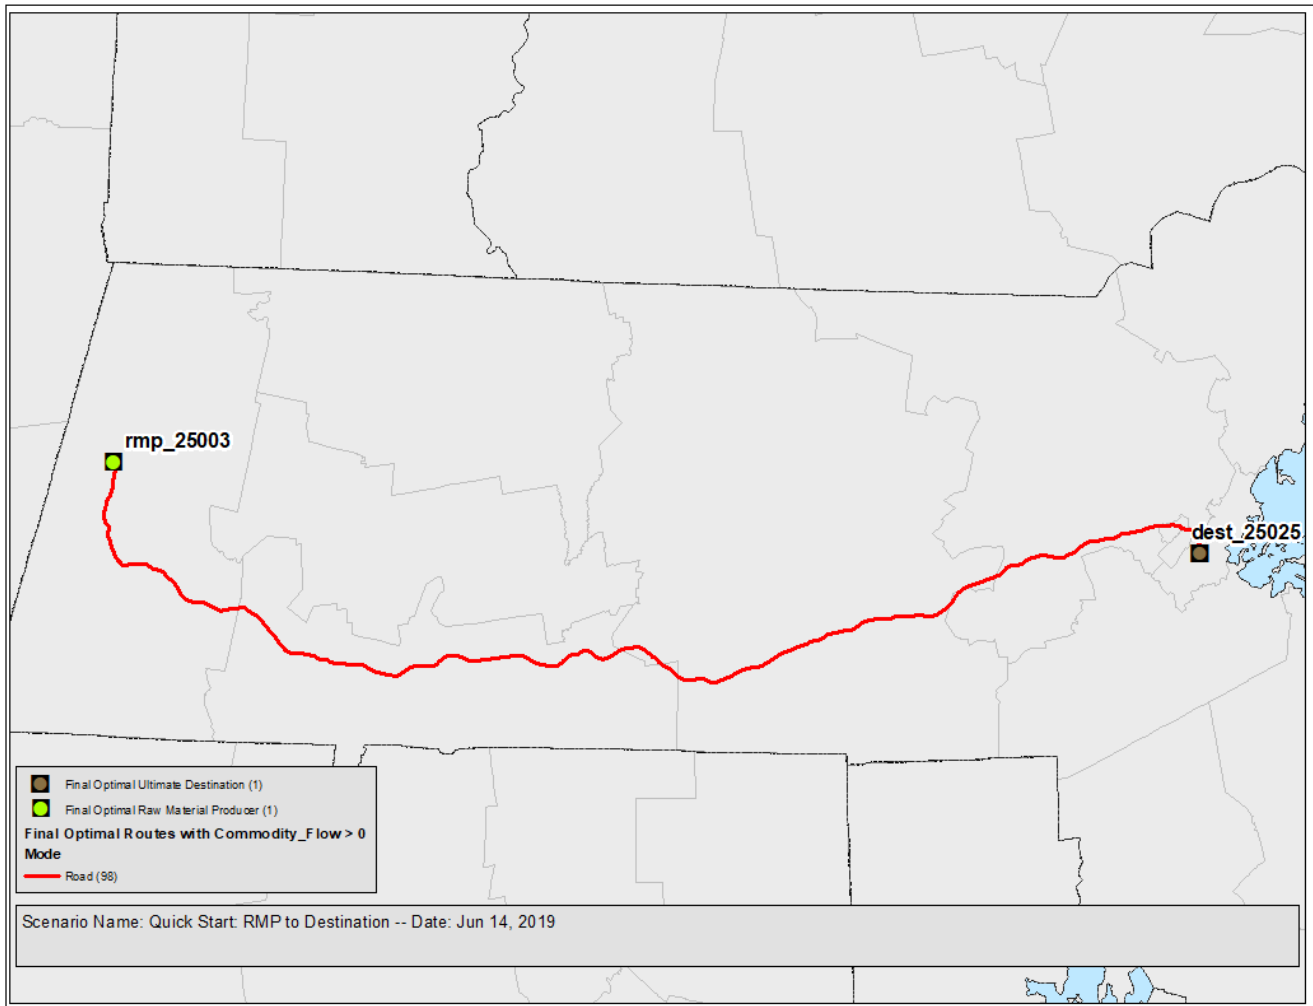 rmp_25003
dest_25025
Final Optimal Ultimate Destination (1)
Final Optimal Raw Material Producer (1)
Final Optimal Routes with Commodity_Flow > 0
Mode
Road (98)
Scenario Name: Quick Start: RMP to Destination -- Date: Jun 14, 2019